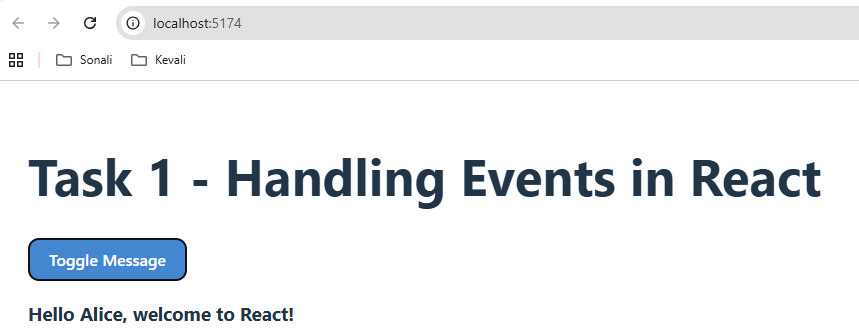 localhost:5174
Sonali Kevali
Task 1 - Handling Events in React
Toggle Message
Hello Alice, welcome to React!